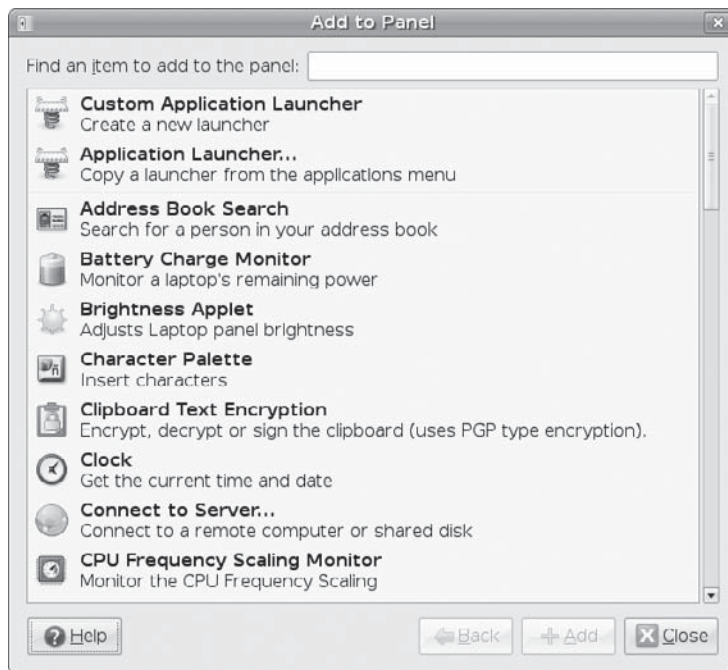 Add to Panel
Find an item to add to the panel:
Custom Application Launcher
Create a new launcher
Application Launcher...
Copy a launcher from the applications menu
Address Book Search
Search for a person in your address book
Battery Charge Monitor
Monitor a laptop's remaining power
Brightness Applet
Adjusts Laptop panel brightness
Character Palette
Insert characters
Clipboard Text Encryption
Encrypt, decrypt or sign the clipboard (uses PGP type encryption).
Clock
Get the current time and date
Connect to Server...
Connect to a remote computer or shared disk
CPU Frequency Scaling Monitor
Monitor the CPU Frequency Scaling
Help Back Add Close